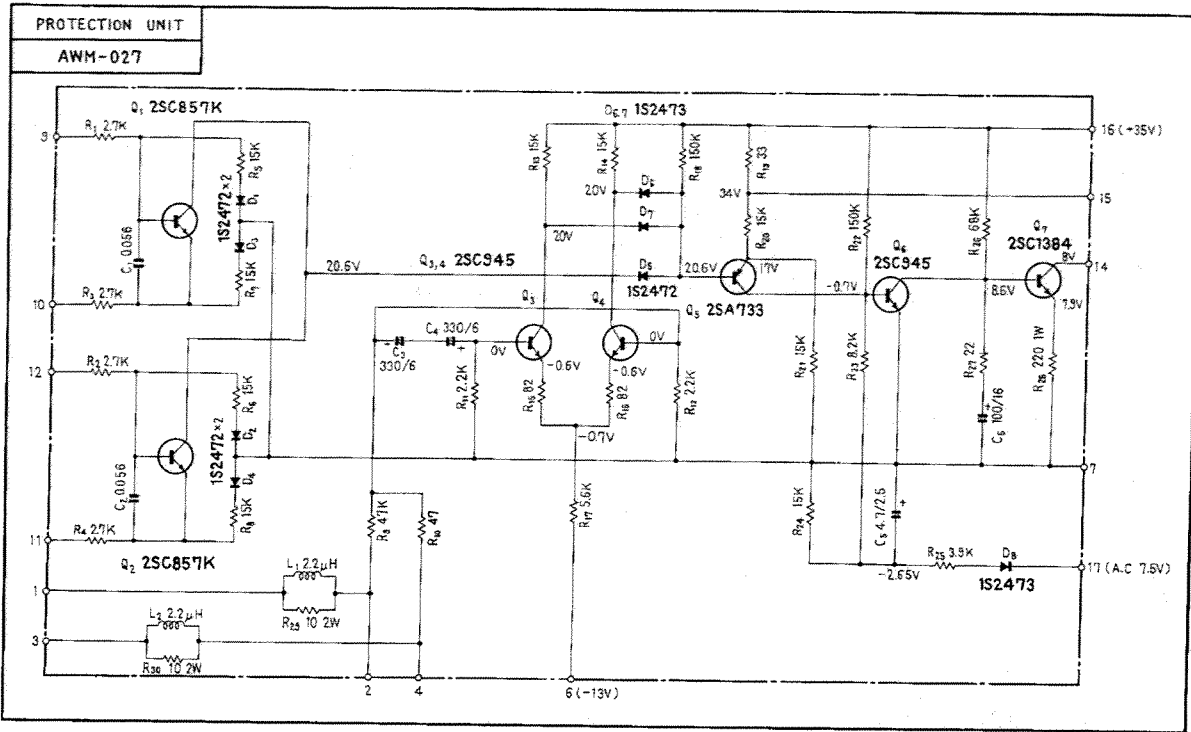 PROTECTION UNIT
AWM-027
Q1 2SC857K
D6.7 1S2473
9
R1 2.7K
R5 15K
D1
1S2472×2
C1 0.056
D3
R7 15K
R3 2.7K
10
R13 15K
R14 15K
R18 150K
R19 33
16 (+35V)
20V
34V
15
D7
20V
R20 15K
R22 150K
R26 68K
Q7
2SC1384
Q6
2SC945
8V
14
20.6V
Q3,4 2SC945
D5
1S2472
20.6V
17V
-0.7V
8.6V
7.9V
Q3
Q4
Q5
2SA733
C3
330/6
C4 330/6
0V
0V
-0.6V
-0.6V
12
R2 2.7K
R6 15K
1S2472×2
D2
D4
C2 0.056
R8 15K
R4 2.7K
11
Q2 2SC857K
R11 2.2K
R15 82
R16 82
R12 2.2K
-0.7V
R21 15K
R23 8.2K
R27 22
C6 100/16
R28 220 1W
7
R9 47K
R10 47
R17 5.6K
R24 15K
C5 4.7/2.5
R25 3.9K
D8
1S2473
-2.65V
17 (A.C 7.5V)
1
L1 2.2μH
R29 10 2W
3
L2 2.2μH
R30 10 2W
2
4
6 (-13V)